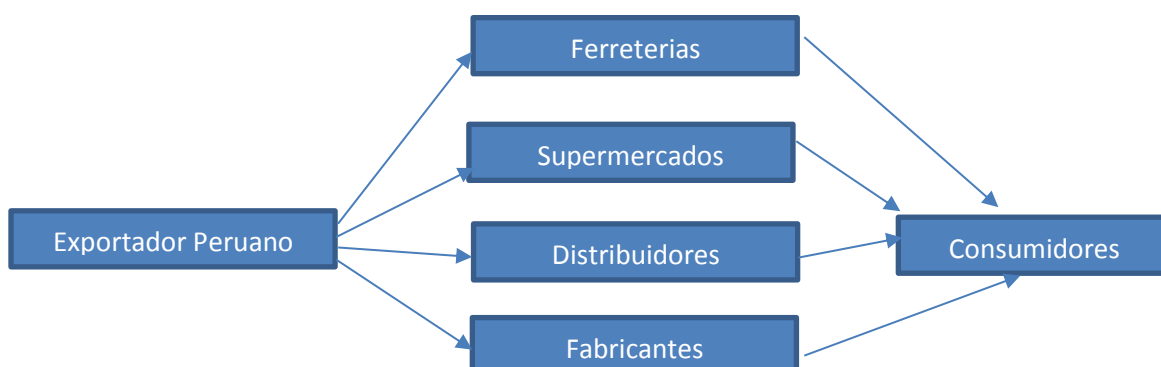 Ferreterias
Supermercados
Exportador Peruano
Distribuidores
Consumidores
Fabricantes